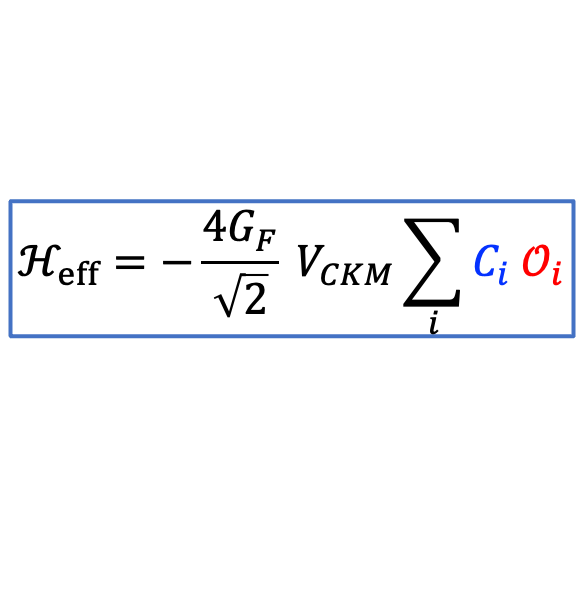 ℋ_eff = − 4G_F/√2 V_CKM ∑_i C_i 𝒪_i